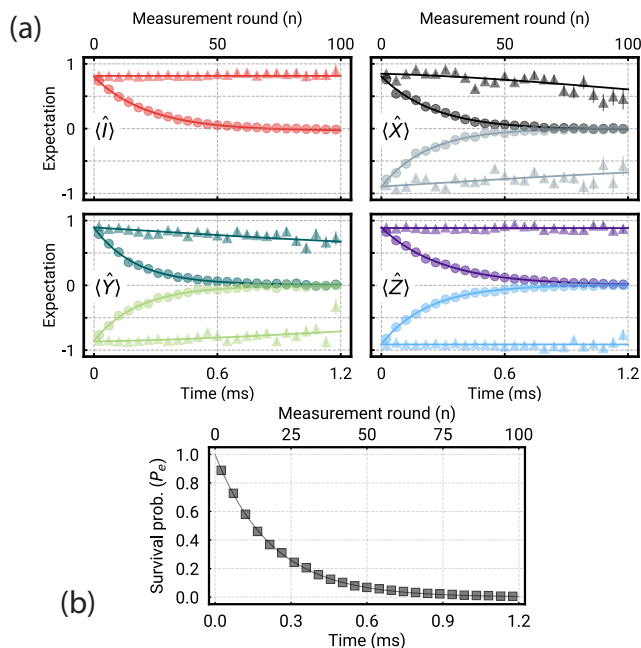 (a)
Measurement round (n)
0 50 100
Measurement round (n)
0 50 100
Expectation
1
0
-1
⟨Î⟩
⟨X̂⟩
Expectation
1
0
-1
⟨Ŷ⟩
⟨Ẑ⟩
0 0.6 1.2
Time (ms)
0 0.6 1.2
Time (ms)
Measurement round (n)
0 25 50 75 100
Survival prob. (Pₑ)
1.0
0.8
0.6
0.4
0.2
0.0
0.0 0.3 0.6 0.9 1.2
Time (ms)
(b)